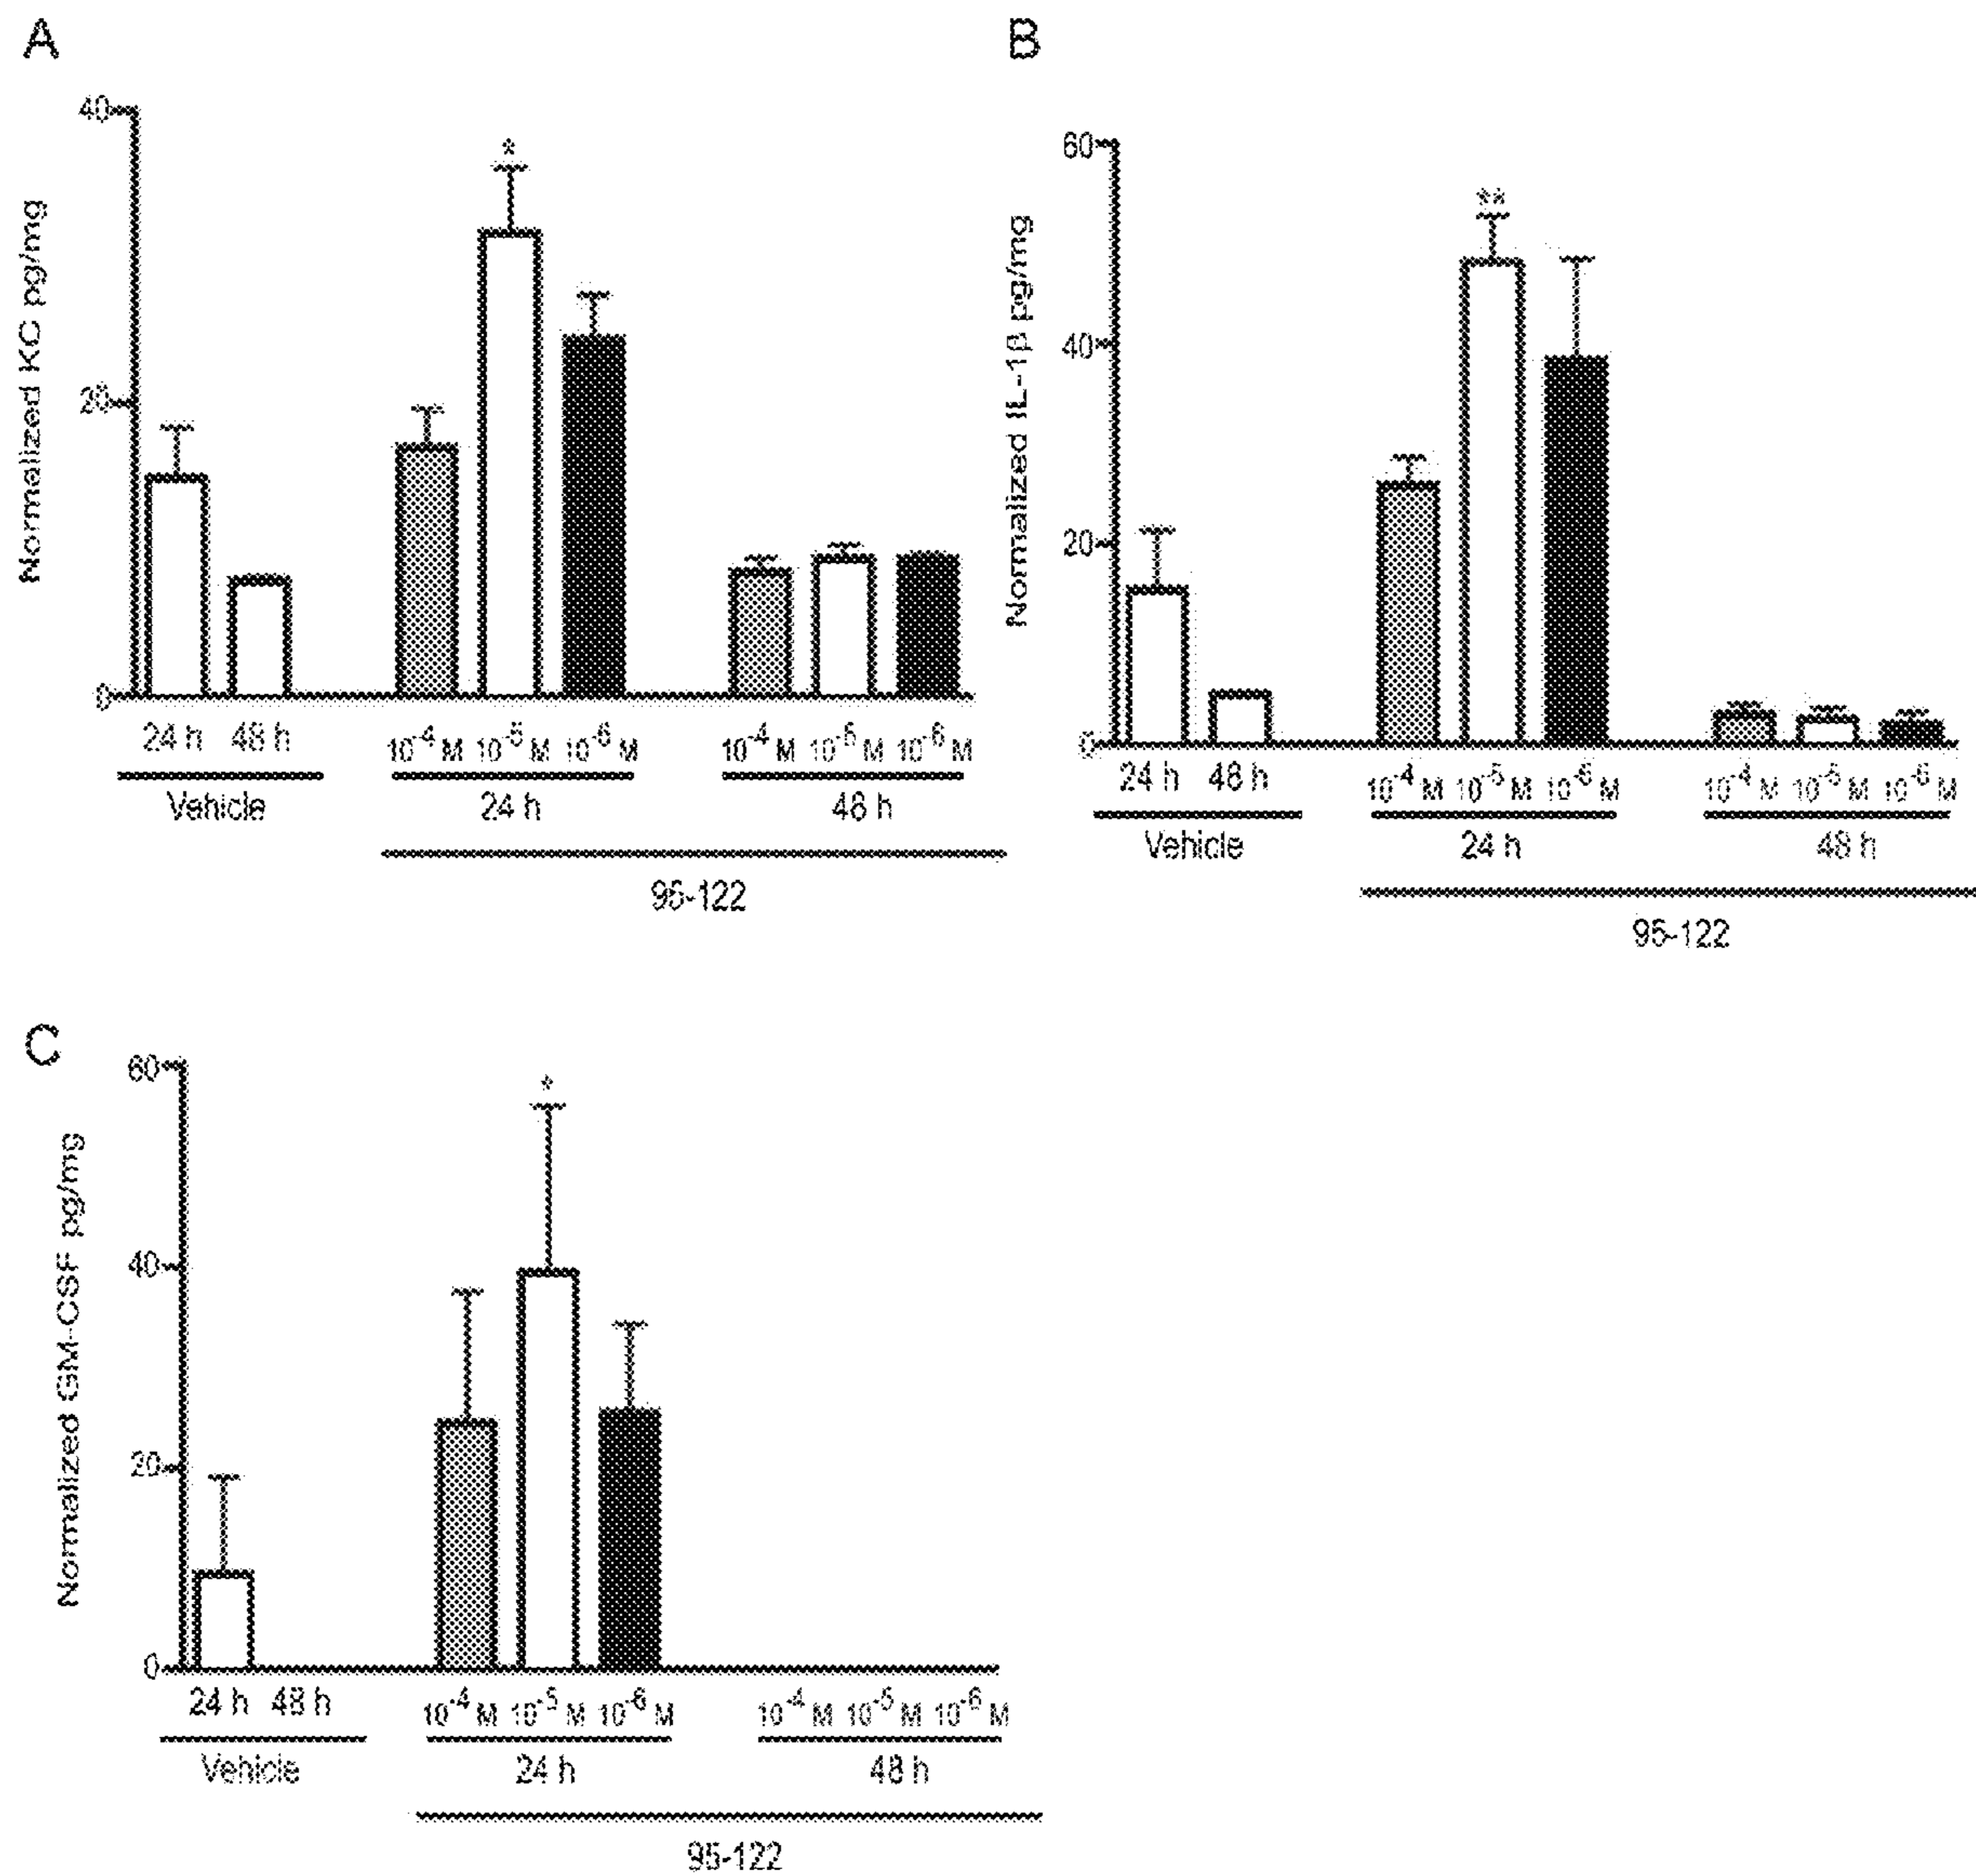 A
Normalized KC pg/mg
40
*
20
0
24 h 48 h
10-4 M 10-5 M 10-6 M
10-4 M 10-5 M 10-6 M
Vehicle
24 h
48 h
95-122
B
Normalized IL-1β pg/mg
60
**
40
20
0
24 h 48 h
10-4 M 10-5 M 10-6 M
10-4 M 10-5 M 10-6 M
Vehicle
24 h
48 h
95-122
C
Normalized GM-CSF pg/mg
60
*
40
20
0
24 h 48 h
10-4 M 10-5 M 10-6 M
10-4 M 10-5 M 10-6 M
Vehicle
24 h
48 h
95-122